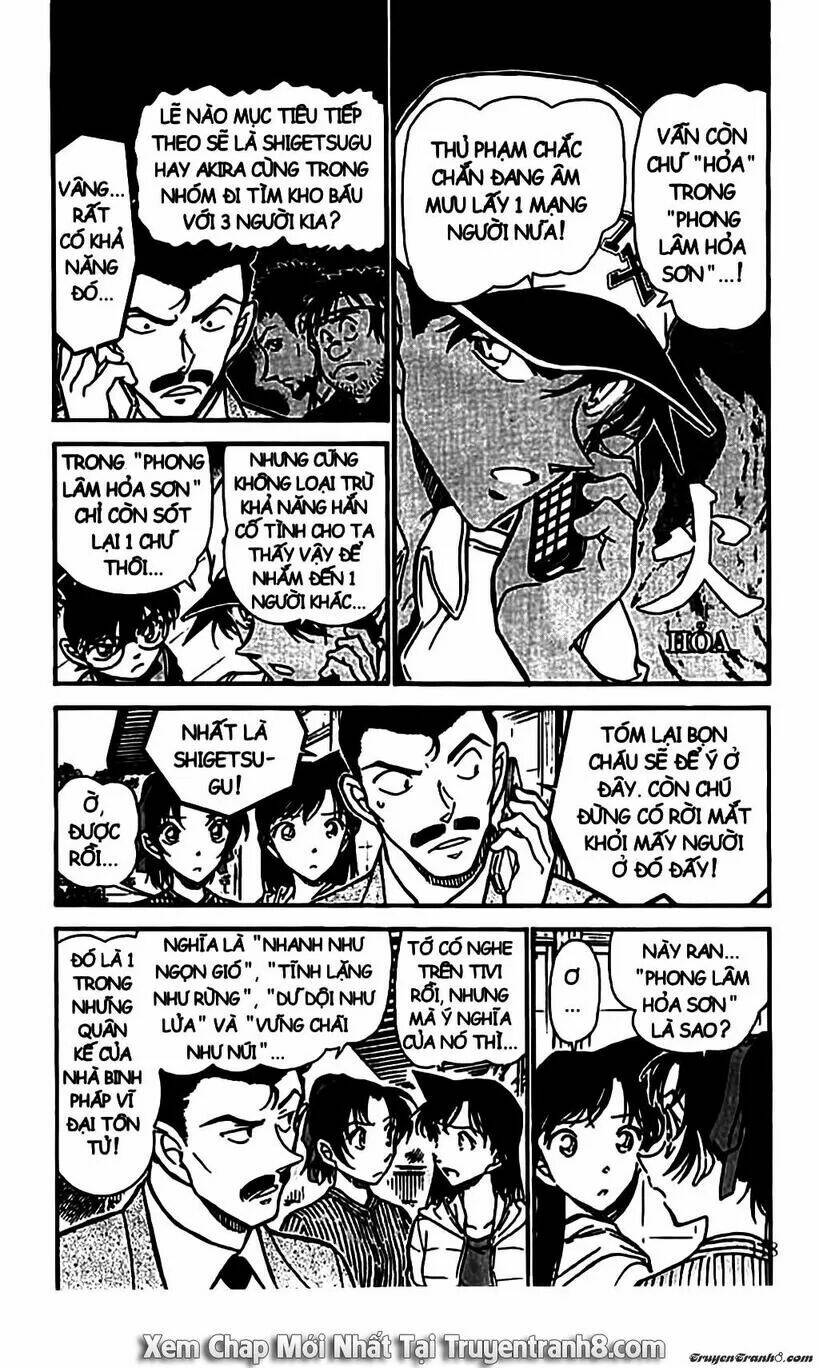 VẪN CÒN
CHỮ "HỎA"
TRONG
"PHONG
LÂM HỎA
SƠN"...!
THỦ PHẠM CHẮC
CHẮN ĐANG ÂM
MƯU LẤY 1 MẠNG
NGƯỜI NỮA!
火
HỎA
LẼ NÀO MỤC TIÊU TIẾP
THEO SẼ LÀ SHIGETSUGU
HAY AKIRA CÙNG TRONG
NHÓM ĐI TÌM KHO BÁU
VỚI 3 NGƯỜI KIA?
VÂNG...
RẤT
CÓ KHẢ
NĂNG
ĐÓ...
NHƯNG CŨNG
KHÔNG LOẠI TRỪ
KHẢ NĂNG HẮN
CỐ TÌNH CHO TA
THẤY VẬY ĐỂ
NHẮM ĐẾN 1
NGƯỜI KHÁC...
TRONG "PHONG
LÂM HỎA SƠN"
CHỈ CÒN SÓT
LẠI 1 CHỮ
THÔI...
TÓM LẠI BỌN
CHÁU SẼ ĐỂ Ý Ở
ĐÂY. CÒN CHÚ
ĐỪNG CÓ RỜI MẮT
KHỎI MẤY NGƯỜI
Ở ĐÓ ĐẤY!
NHẤT LÀ
SHIGETSU-
GU!
Ờ,
ĐƯỢC
RỒI...
NÀY RAN...
"PHONG LÂM
HỎA SƠN"
LÀ SAO?
Ơ
...
TỚ CÓ NGHE
TRÊN TIVI
RỒI, NHƯNG
MÀ Ý NGHĨA
CỦA NÓ THÌ...
NGHĨA LÀ "NHANH NHƯ
NGỌN GIÓ", "TĨNH LẶNG
NHƯ RỪNG", "DỮ DỘI NHƯ
LỬA" VÀ "VỮNG CHÃI
NHƯ NÚI"...
ĐÓ LÀ 1
TRONG
NHỮNG
QUÂN
KẾ CỦA
NHÀ BINH
PHÁP VĨ
ĐẠI TÔN
TỬ!
Xem Chap Mới Nhất Tại Truyentranh8.com
TruyenTranh8.com